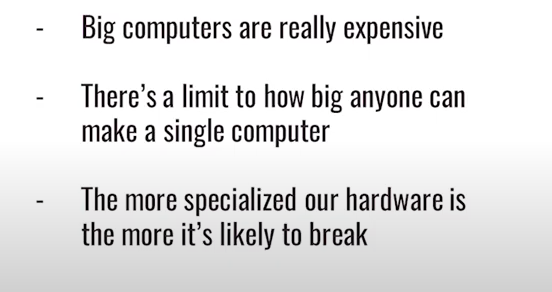 - Big computers are really expensive
- There's a limit to how big anyone can
make a single computer
- The more specialized our hardware is
the more it's likely to break